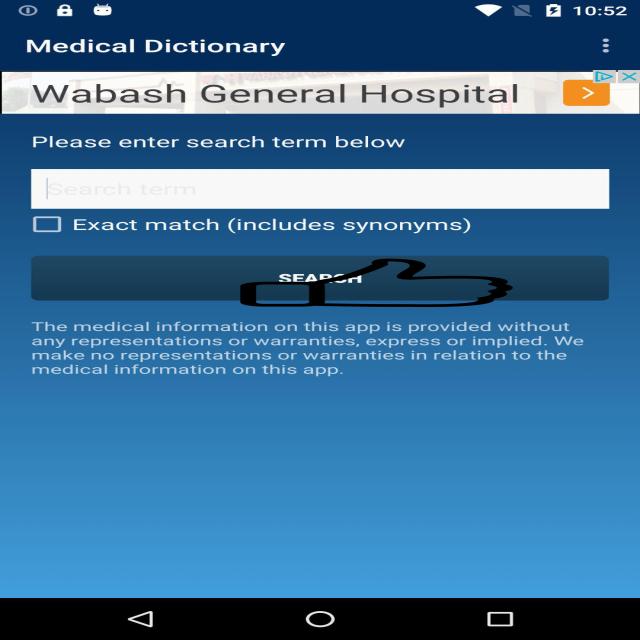 10:52
Medical Dictionary
Wabash General Hospital
Please enter search term below
Search term
Exact match (includes synonyms)
SEARCH
The medical information on this app is provided without
any representations or warranties, express or implied. We
make no representations or warranties in relation to the
medical information on this app.